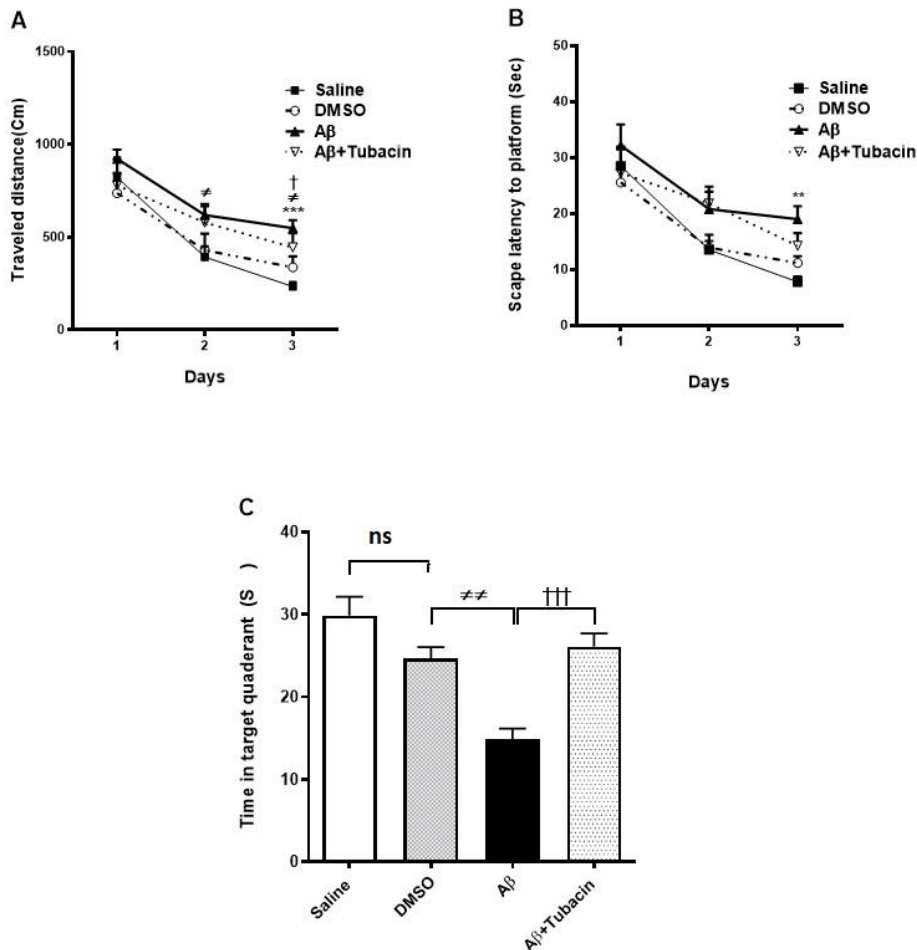 A
Traveled distance(Cm)
1500
1000
500
0
1
2
3
Days
Saline
DMSO
Aβ
Aβ+Tubacin
≠
†
≠
***
B
Scape latency to platform (Sec)
50
40
30
20
10
0
1
2
3
Days
Saline
DMSO
Aβ
Aβ+Tubacin
**
C
Time in target quaderant (S )
40
30
20
10
0
ns
≠≠
†††
Saline
DMSO
Aβ
Aβ+Tubacin